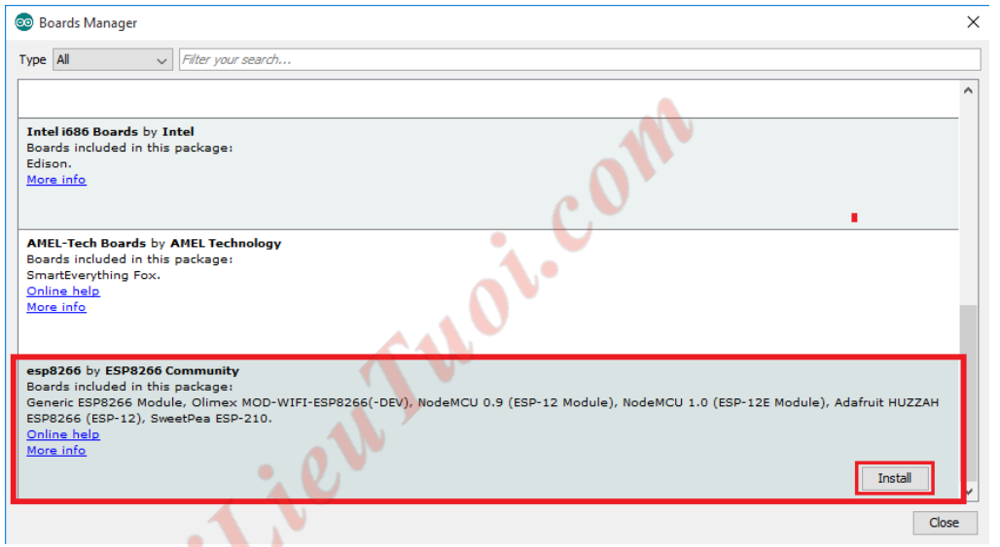 Boards Manager
Type All Filter your search...
Intel i686 Boards by Intel
Boards included in this package:
Edison.
More info
AMEL-Tech Boards by AMEL Technology
Boards included in this package:
SmartEverything Fox.
Online help
More info
esp8266 by ESP8266 Community
Boards included in this package:
Generic ESP8266 Module, Olimex MOD-WIFI-ESP8266(-DEV), NodeMCU 0.9 (ESP-12 Module), NodeMCU 1.0 (ESP-12E Module), Adafruit HUZZAH
ESP8266 (ESP-12), SweetPea ESP-210.
Online help
More info
Install
Close
iLieuTuoi.com